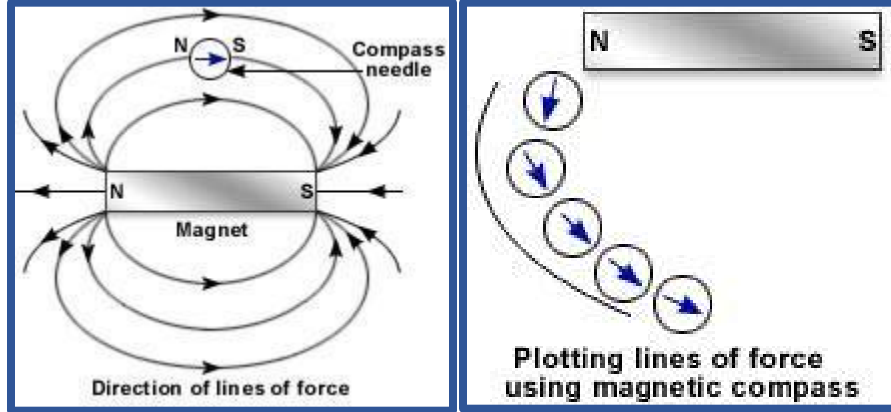 N S
Compass
needle
N S
Magnet
Direction of lines of force
N S
Plotting lines of force
using magnetic compass